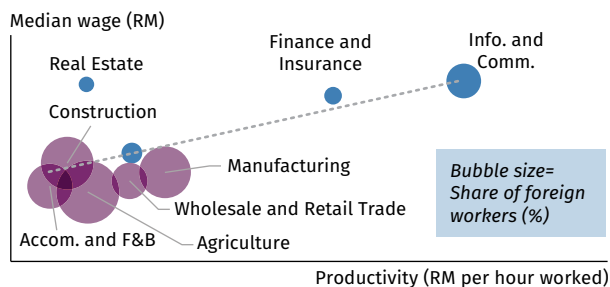 Median wage (RM)
Real Estate
Finance and
Insurance
Info. and
Comm.
Construction
Manufacturing
Wholesale and Retail Trade
Accom. and F&B
Agriculture
Bubble size=
Share of foreign
workers (%)
Productivity (RM per hour worked)